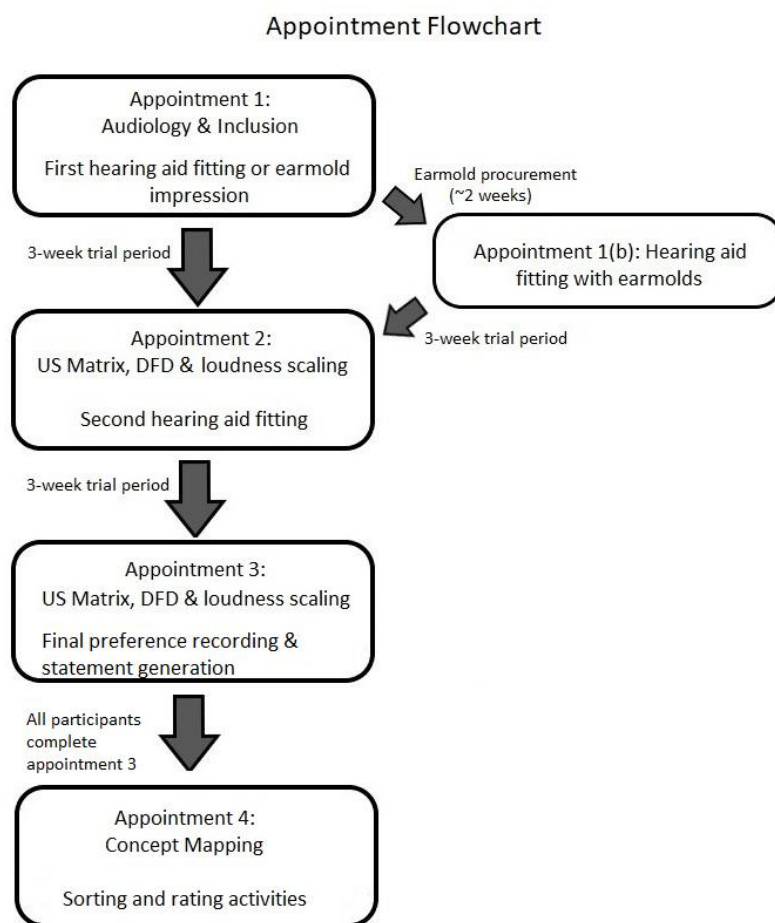 Appointment Flowchart
Appointment 1:
Audiology & Inclusion
First hearing aid fitting or earmold
impression
Earmold procurement
(~2 weeks)
3-week trial period
Appointment 1(b): Hearing aid
fitting with earmolds
3-week trial period
Appointment 2:
US Matrix, DFD & loudness scaling
Second hearing aid fitting
3-week trial period
Appointment 3:
US Matrix, DFD & loudness scaling
Final preference recording &
statement generation
All participants
complete
appointment 3
Appointment 4:
Concept Mapping
Sorting and rating activities